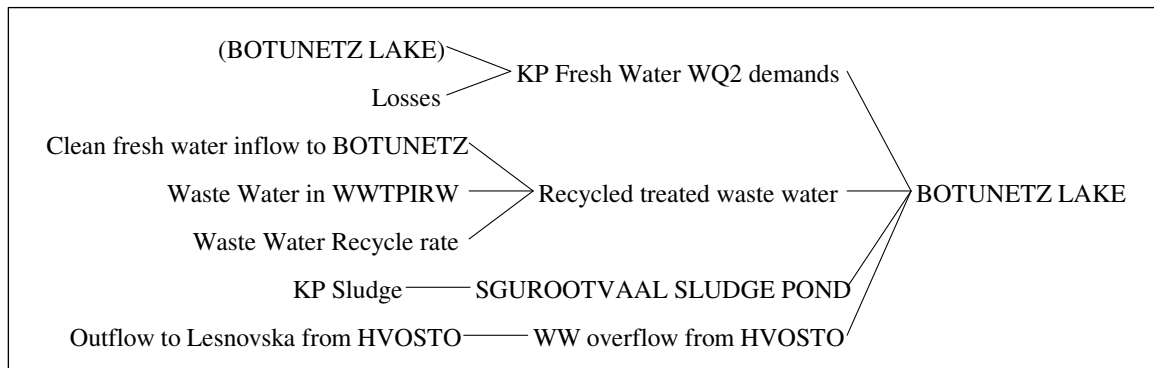 (BOTUNETZ LAKE)
KP Fresh Water WQ2 demands
Losses
Clean fresh water inflow to BOTUNETZ
Waste Water in WWTPIRW
Recycled treated waste water
BOTUNETZ LAKE
Waste Water Recycle rate
KP Sludge
SGUROOTVAAL SLUDGE POND
Outflow to Lesnovska from HVOSTO
WW overflow from HVOSTO